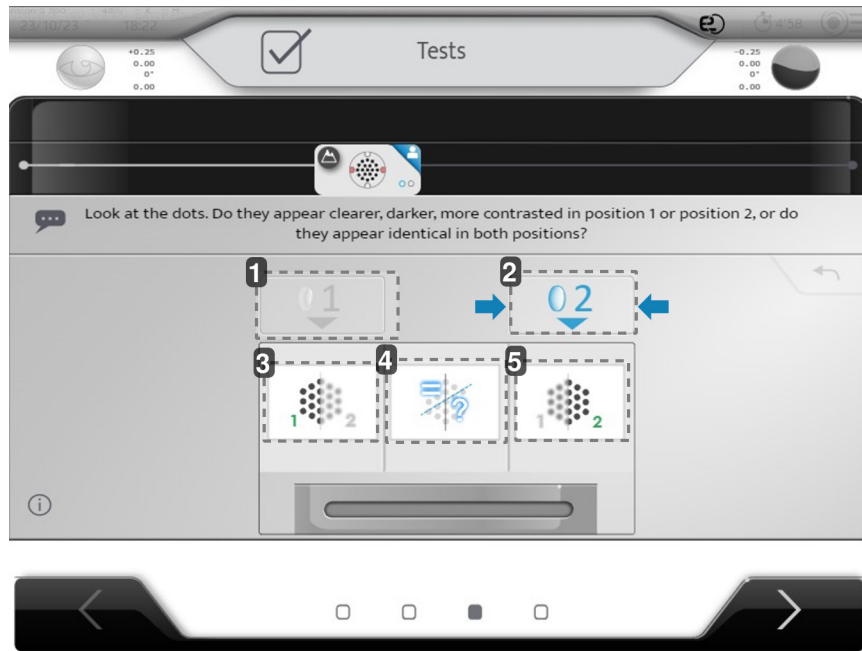 23/10/23 18:22
Tests
4'58
+0.25
0.00
0°
0.00
-0.25
0.00
0°
0.00
Look at the dots. Do they appear clearer, darker, more contrasted in position 1 or position 2, or do
they appear identical in both positions?
1 2
01 02
3 4 5
1 2 =? 1 2